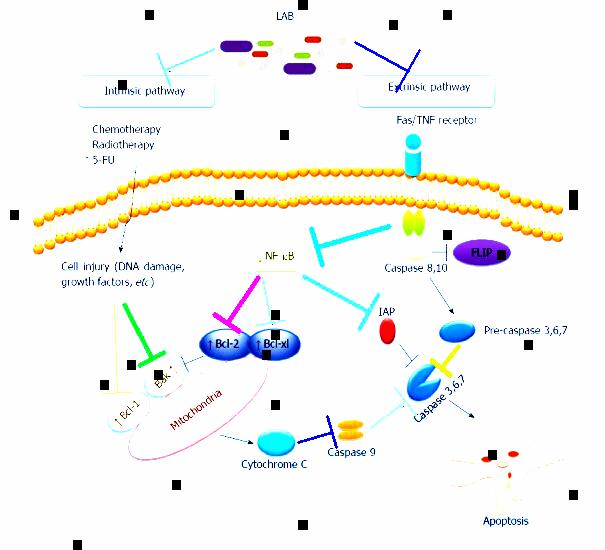 LAB
Intrinsic pathway
Extrinsic pathway
Chemotherapy
Radiotherapy
↑ 5-FU
Fas/TNF receptor
Cell injury (DNA damage,
growth factors, etc)
↓ NF-κB
FLIP
Caspase 8,10
IAP
Pre-caspase 3,6,7
↑ Bcl-2
↑ Bcl-xl
Bak ↑
↑ Bcl-1
Mitochondria
Caspase 3,6,7
Cytochrome C
Caspase 9
Apoptosis